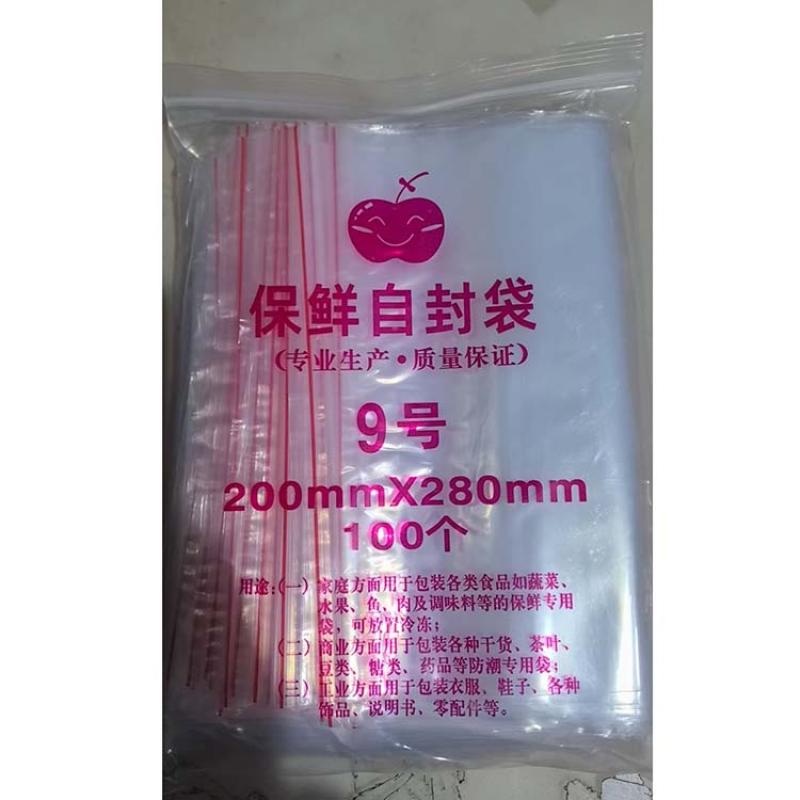 保鲜自封袋
(专业生产·质量保证)
9号
200mmX280mm
100个
用途:(一)家庭方面用于包装各类食品如蔬菜、
水果、鱼、肉及调味料等的保鲜专用
袋,可放置冷冻;
(二)商业方面用于包装各种干货、茶叶、
豆类、糖类、药品等防潮专用袋;
(三)工业方面用于包装衣服、鞋子、各种
饰品、说明书、零配件等。